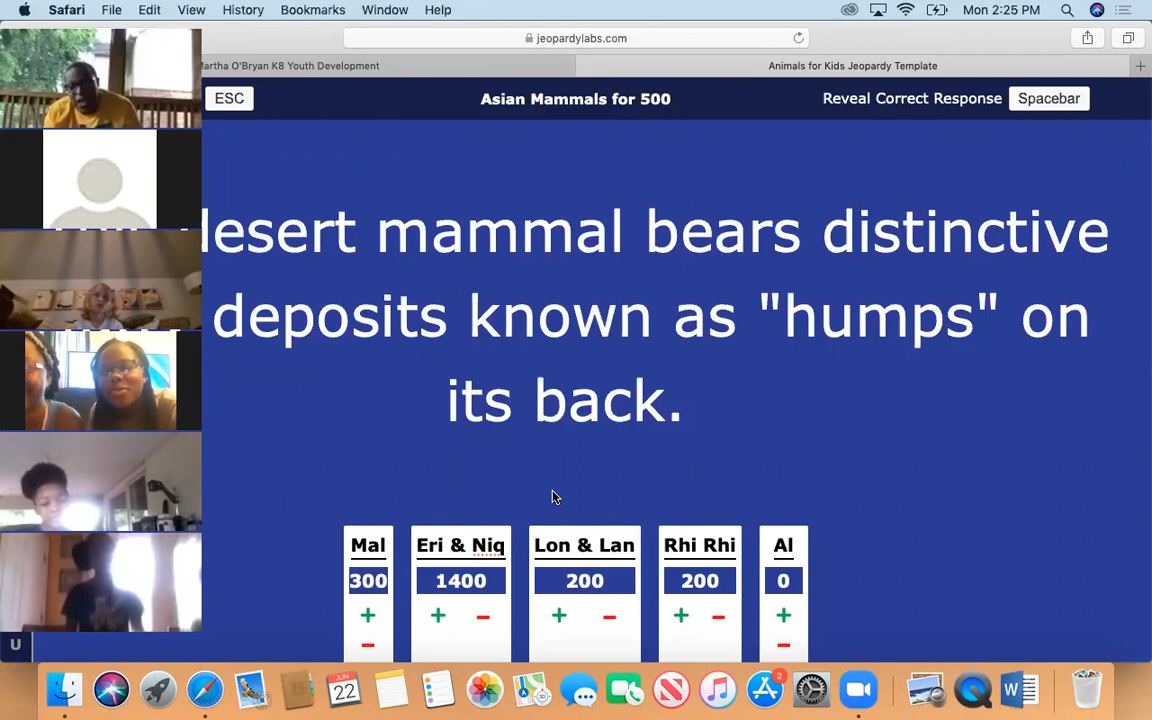 Safari File Edit View History Bookmarks Window Help Mon 2:25 PM
jeopardylabs.com
Martha O'Bryan K8 Youth Development Animals for Kids Jeopardy Template
ESC Asian Mammals for 500 Reveal Correct Response Spacebar
desert mammal bears distinctive
deposits known as "humps" on
its back.
Mal Eri & Niq Lon & Lan Rhi Rhi Al
300 1400 200 200 0
+ + - + - + - +
- -
U
JUN
22
2
W